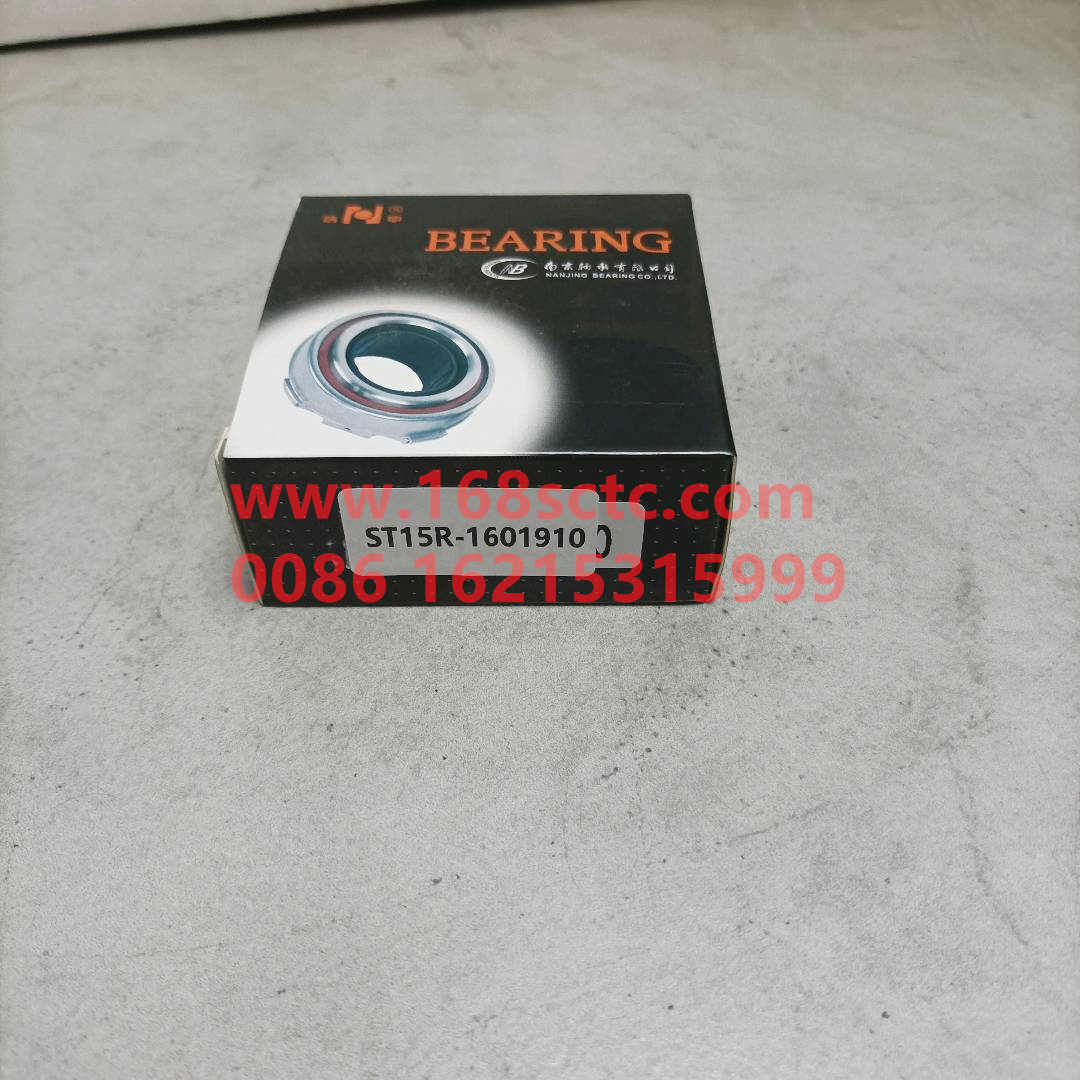 BEARING
NB 南京轴承有限公司
NANJING BEARING CO.,LTD.
www.168sctc.com
ST15R-1601910
0086 16215315999